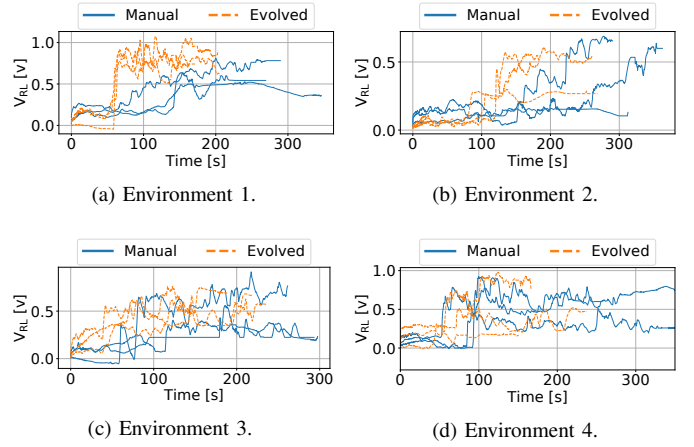 Manual Evolved
Manual Evolved
1.0
0.5
0.0
V_RL [v]
0 100 200 300
Time [s]
0.5
0.0
V_RL [v]
0 100 200 300
Time [s]
(a) Environment 1.
(b) Environment 2.
Manual Evolved
Manual Evolved
0.5
0.0
V_RL [v]
0 100 200 300
Time [s]
1.0
0.5
0.0
V_RL [v]
0 100 200 300
Time [s]
(c) Environment 3.
(d) Environment 4.